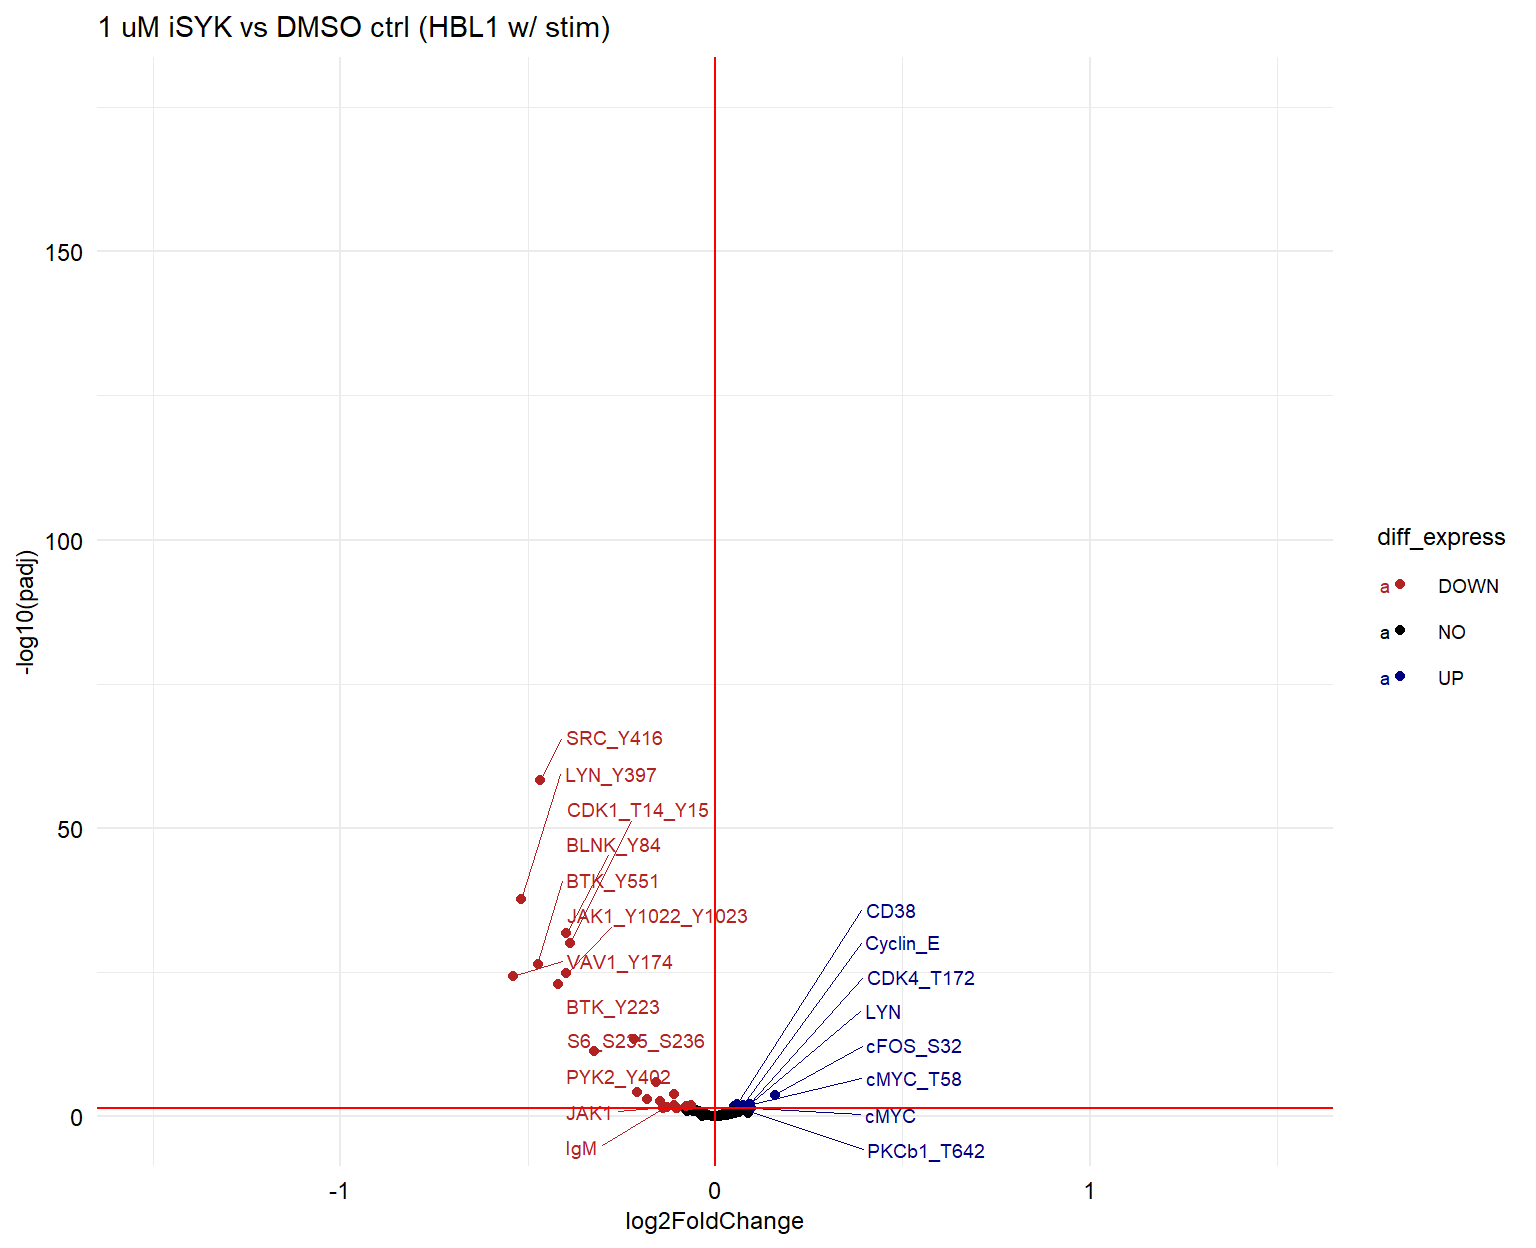 1 uM iSYK vs DMSO ctrl (HBL1 w/ stim)
-log10(padj)
150
100
50
0
SRC_Y416
LYN_Y397
CDK1_T14_Y15
BLNK_Y84
BTK_Y551
JAK1_Y1022_Y1023
VAV1_Y174
BTK_Y223
S6_S235_S236
PYK2_Y402
JAK1
IgM
CD38
Cyclin_E
CDK4_T172
LYN
cFOS_S32
cMYC_T58
cMYC
PKCb1_T642
-1
0
1
log2FoldChange
diff_express
a DOWN
a NO
a UP